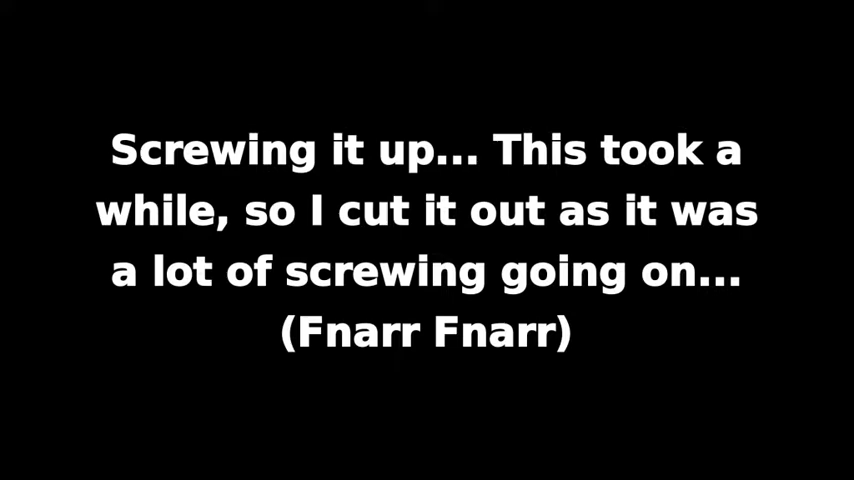 Screwing it up... This took a
while, so I cut it out as it was
a lot of screwing going on...
(Fnarr Fnarr)